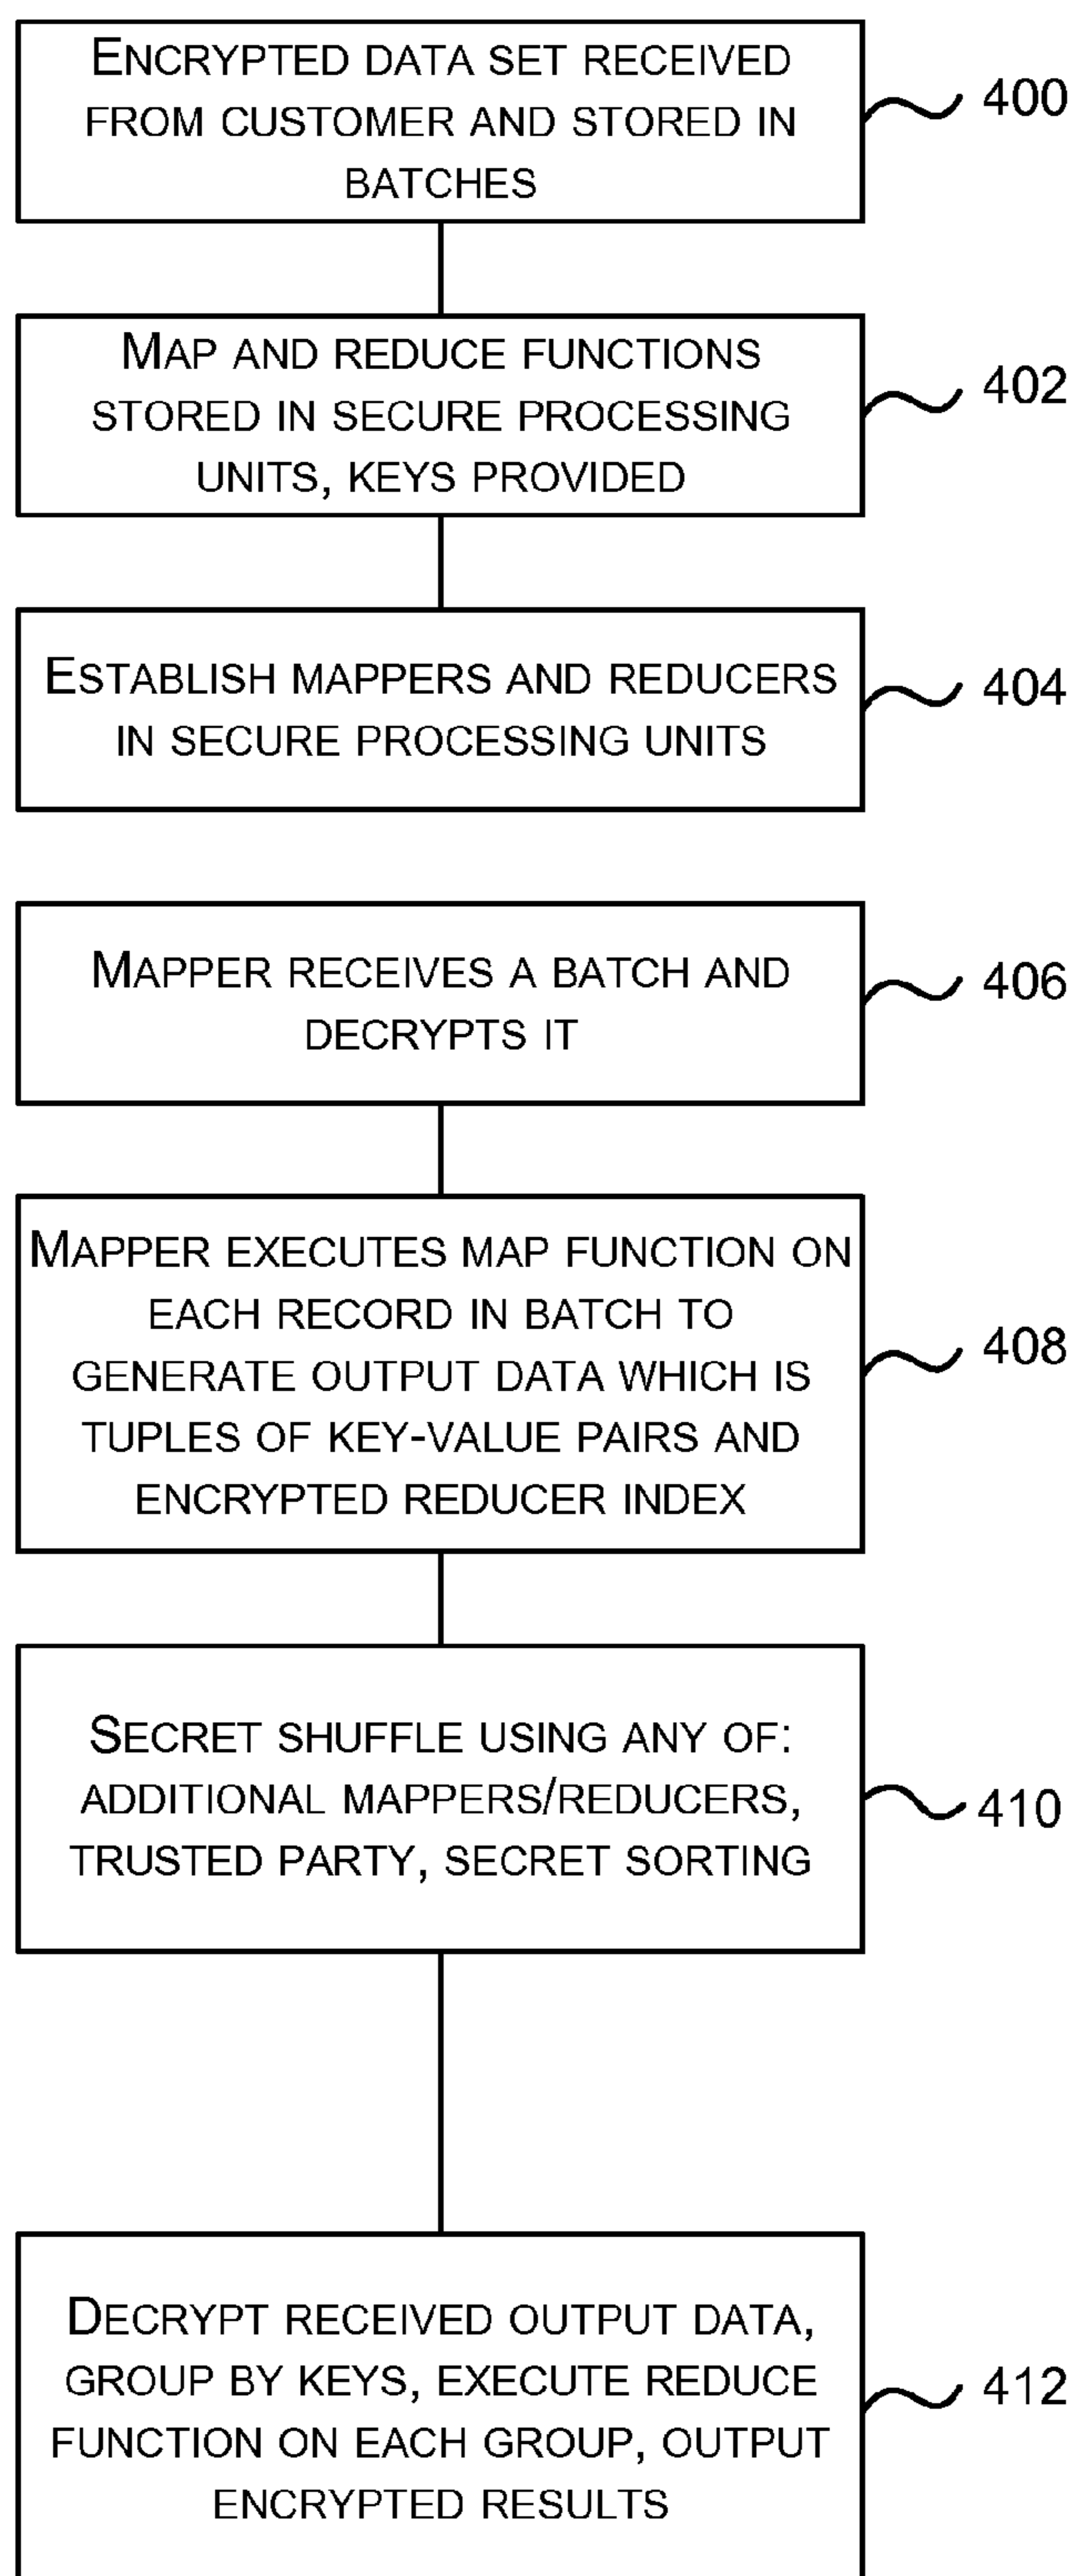 ENCRYPTED DATA SET RECEIVED
FROM CUSTOMER AND STORED IN
BATCHES
400
MAP AND REDUCE FUNCTIONS
STORED IN SECURE PROCESSING
UNITS, KEYS PROVIDED
402
ESTABLISH MAPPERS AND REDUCERS
IN SECURE PROCESSING UNITS
404
MAPPER RECEIVES A BATCH AND
DECRYPTS IT
406
MAPPER EXECUTES MAP FUNCTION ON
EACH RECORD IN BATCH TO
GENERATE OUTPUT DATA WHICH IS
TUPLES OF KEY-VALUE PAIRS AND
ENCRYPTED REDUCER INDEX
408
SECRET SHUFFLE USING ANY OF:
ADDITIONAL MAPPERS/REDUCERS,
TRUSTED PARTY, SECRET SORTING
410
DECRYPT RECEIVED OUTPUT DATA,
GROUP BY KEYS, EXECUTE REDUCE
FUNCTION ON EACH GROUP, OUTPUT
ENCRYPTED RESULTS
412